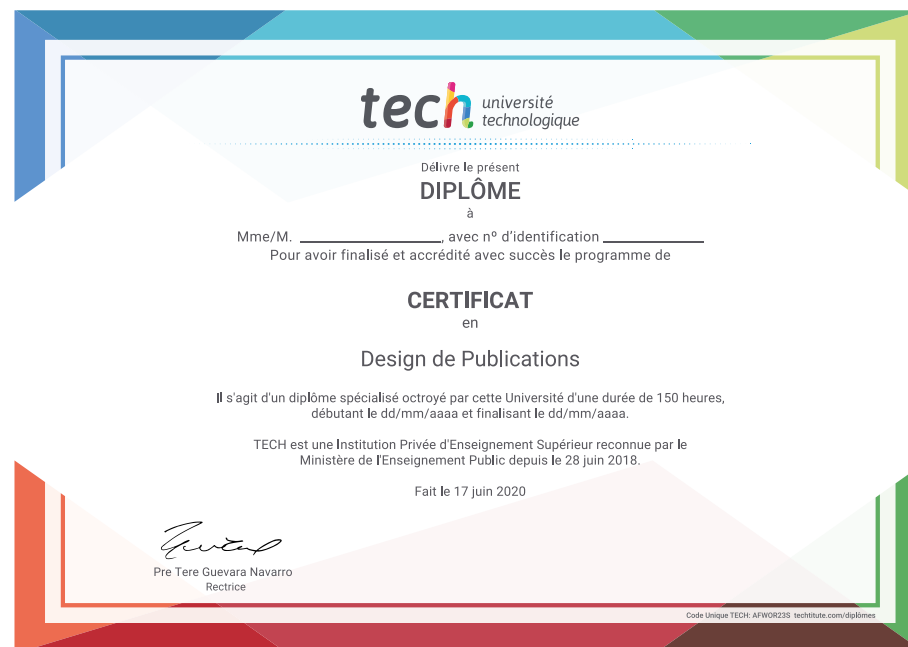 tech université
technologique
Délivre le présent
DIPLÔME
à
Mme/M. ____________________, avec nº d'identification ______________
Pour avoir finalisé et accrédité avec succès le programme de
CERTIFICAT
en
Design de Publications
Il s'agit d'un diplôme spécialisé octroyé par cette Université d'une durée de 150 heures,
débutant le dd/mm/aaaa et finalisant le dd/mm/aaaa.
TECH est une Institution Privée d'Enseignement Supérieur reconnue par le
Ministère de l'Enseignement Public depuis le 28 juin 2018.
Fait le 17 juin 2020
Pre Tere Guevara Navarro
Rectrice
Code Unique TECH: AFWOR23S techtitute.com/diplômes